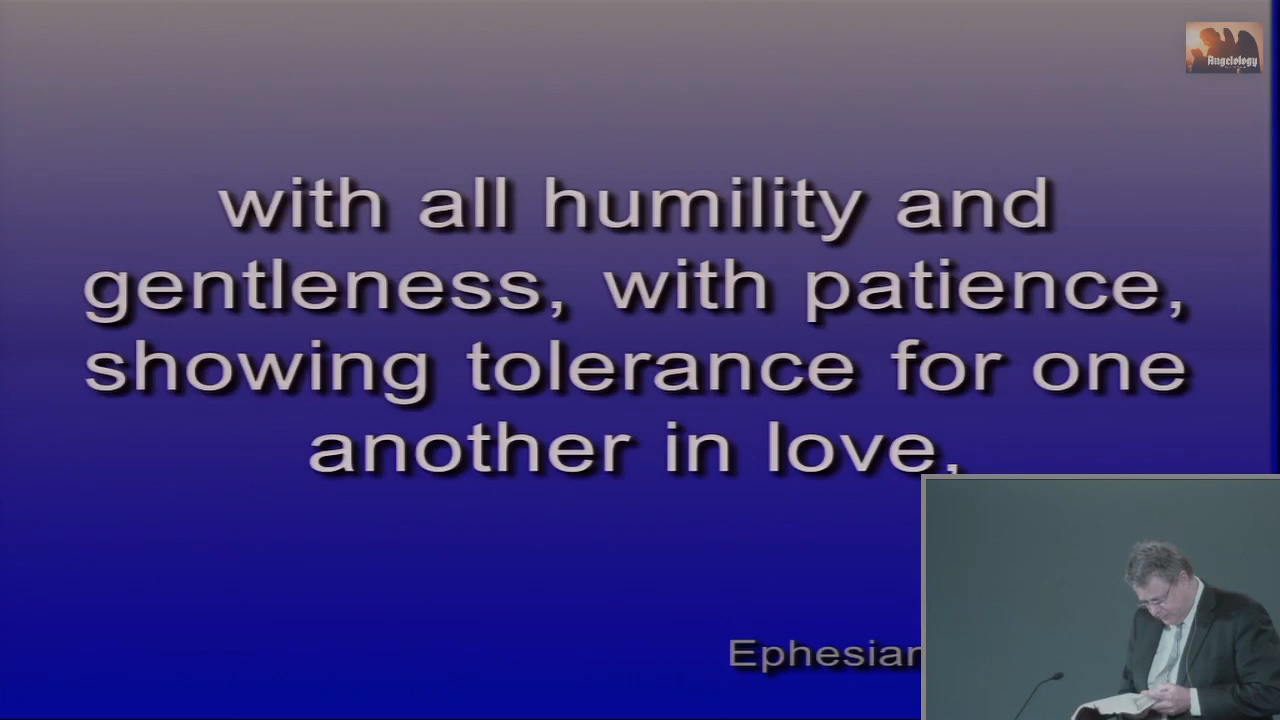 Angelology
with all humility and
gentleness, with patience,
showing tolerance for one
another in love,
Ephesian